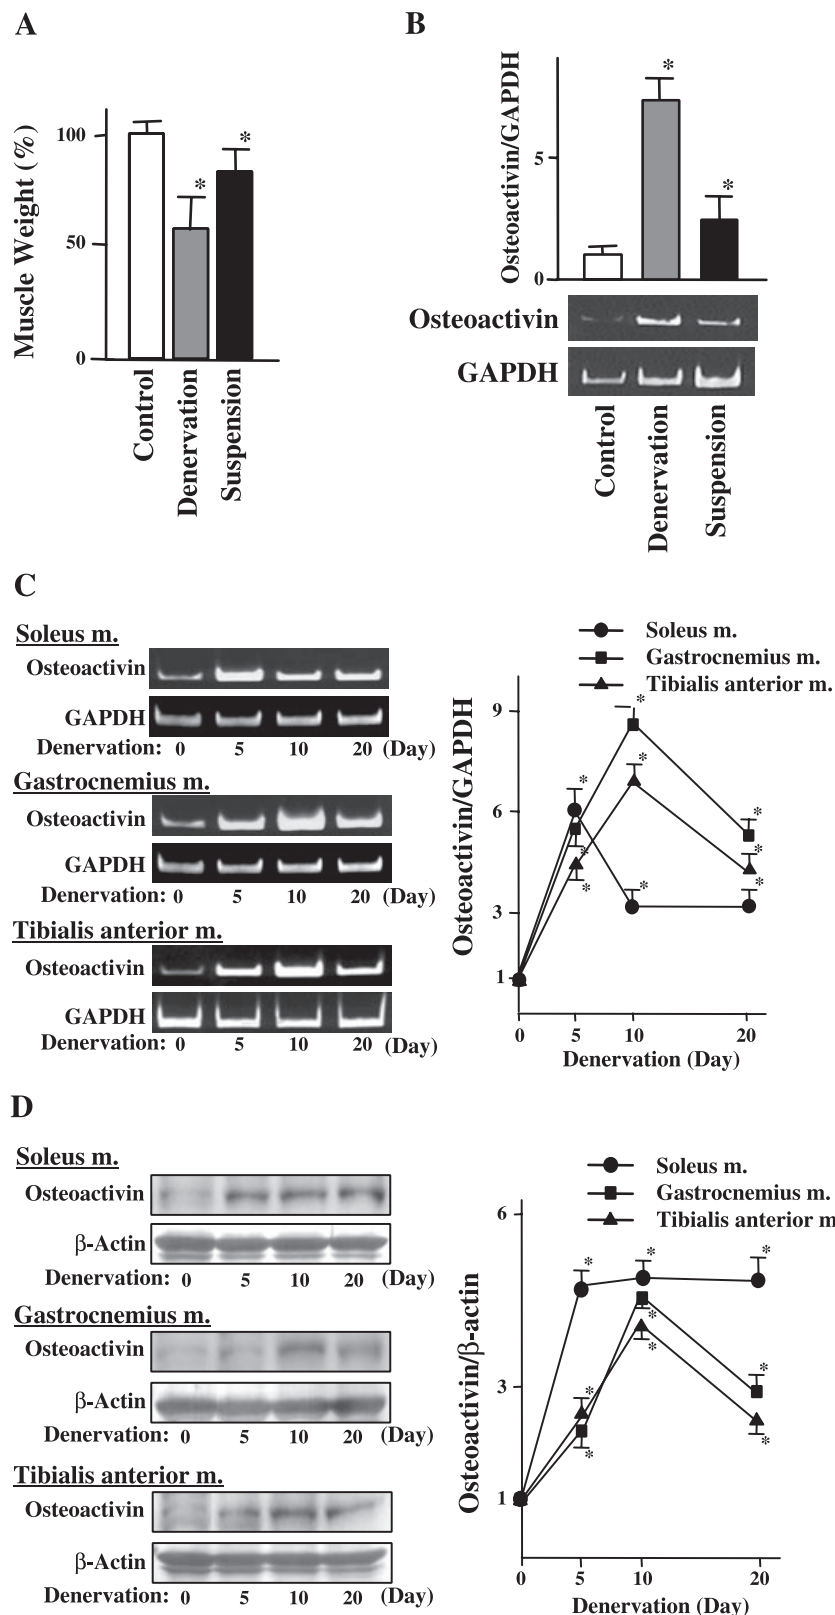 A
Muscle Weight (%)
100
50
0
*
*
Control
Denervation
Suspension
B
Osteoactivin/GAPDH
5
0
*
*
Osteoactivin
GAPDH
Control
Denervation
Suspension
C
Soleus m.
Osteoactivin
GAPDH
Denervation: 0 5 10 20 (Day)
Gastrocnemius m.
Osteoactivin
GAPDH
Denervation: 0 5 10 20 (Day)
Tibialis anterior m.
Osteoactivin
GAPDH
Denervation: 0 5 10 20 (Day)
Soleus m.
Gastrocnemius m.
Tibialis anterior m.
Osteoactivin/GAPDH
9
6
3
1
*
*
*
*
*
*
*
*
*
0 5 10 20
Denervation (Day)
D
Soleus m.
Osteoactivin
β-Actin
Denervation: 0 5 10 20 (Day)
Gastrocnemius m.
Osteoactivin
β-Actin
Denervation: 0 5 10 20 (Day)
Tibialis anterior m.
Osteoactivin
β-Actin
Denervation: 0 5 10 20 (Day)
Soleus m.
Gastrocnemius m.
Tibialis anterior m
Osteoactivin/β-actin
6
3
1
*
*
*
*
*
*
*
*
*
0 5 10 20
Denervation (Day)